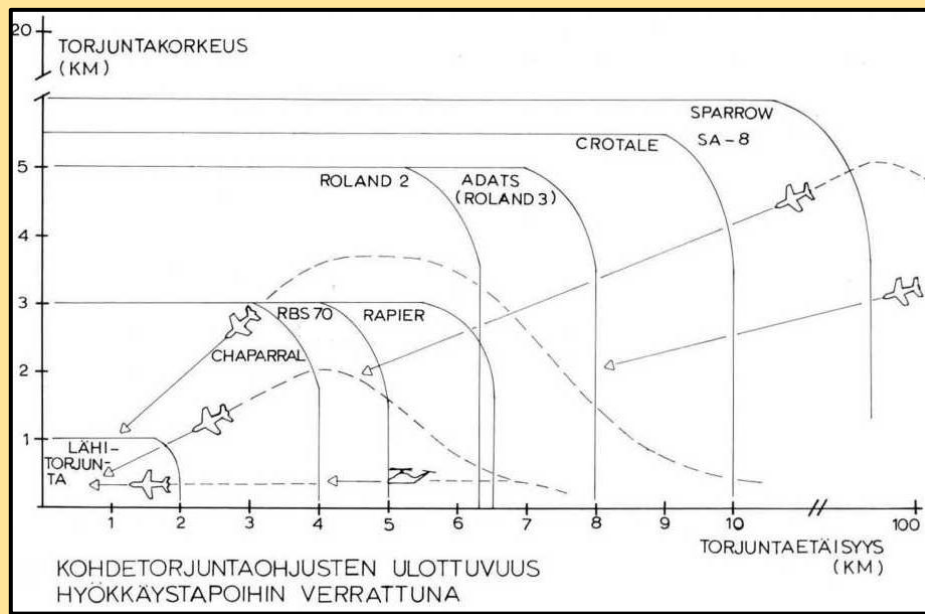 20
TORJUNTAKORKEUS
(KM)
SPARROW
SA-8
CROTALE
5
ROLAND 2
ADATS
(ROLAND 3)
4
3
RBS 70
RAPIER
CHAPARRAL
2
1
LÄHI-
TORJUN-
TA
1 2 3 4 5 6 7 8 9 10 100
TORJUNTAETÄISYYS
(KM)
KOHDETORJUNTAOHJUSTEN ULOTTUVUUS
HYÖKKÄYSTAPOIHIN VERRATTUNA